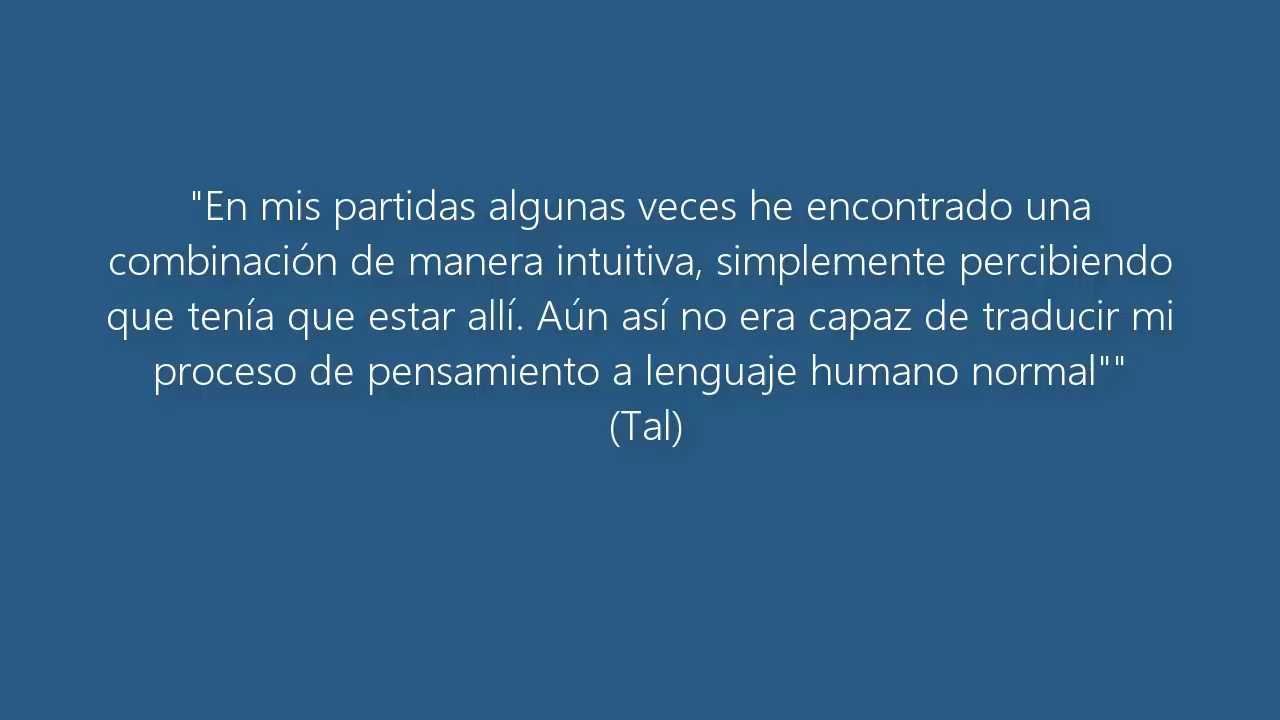 "En mis partidas algunas veces he encontrado una
combinación de manera intuitiva, simplemente percibiendo
que tenía que estar allí. Aún así no era capaz de traducir mi
proceso de pensamiento a lenguaje humano normal""
(Tal)